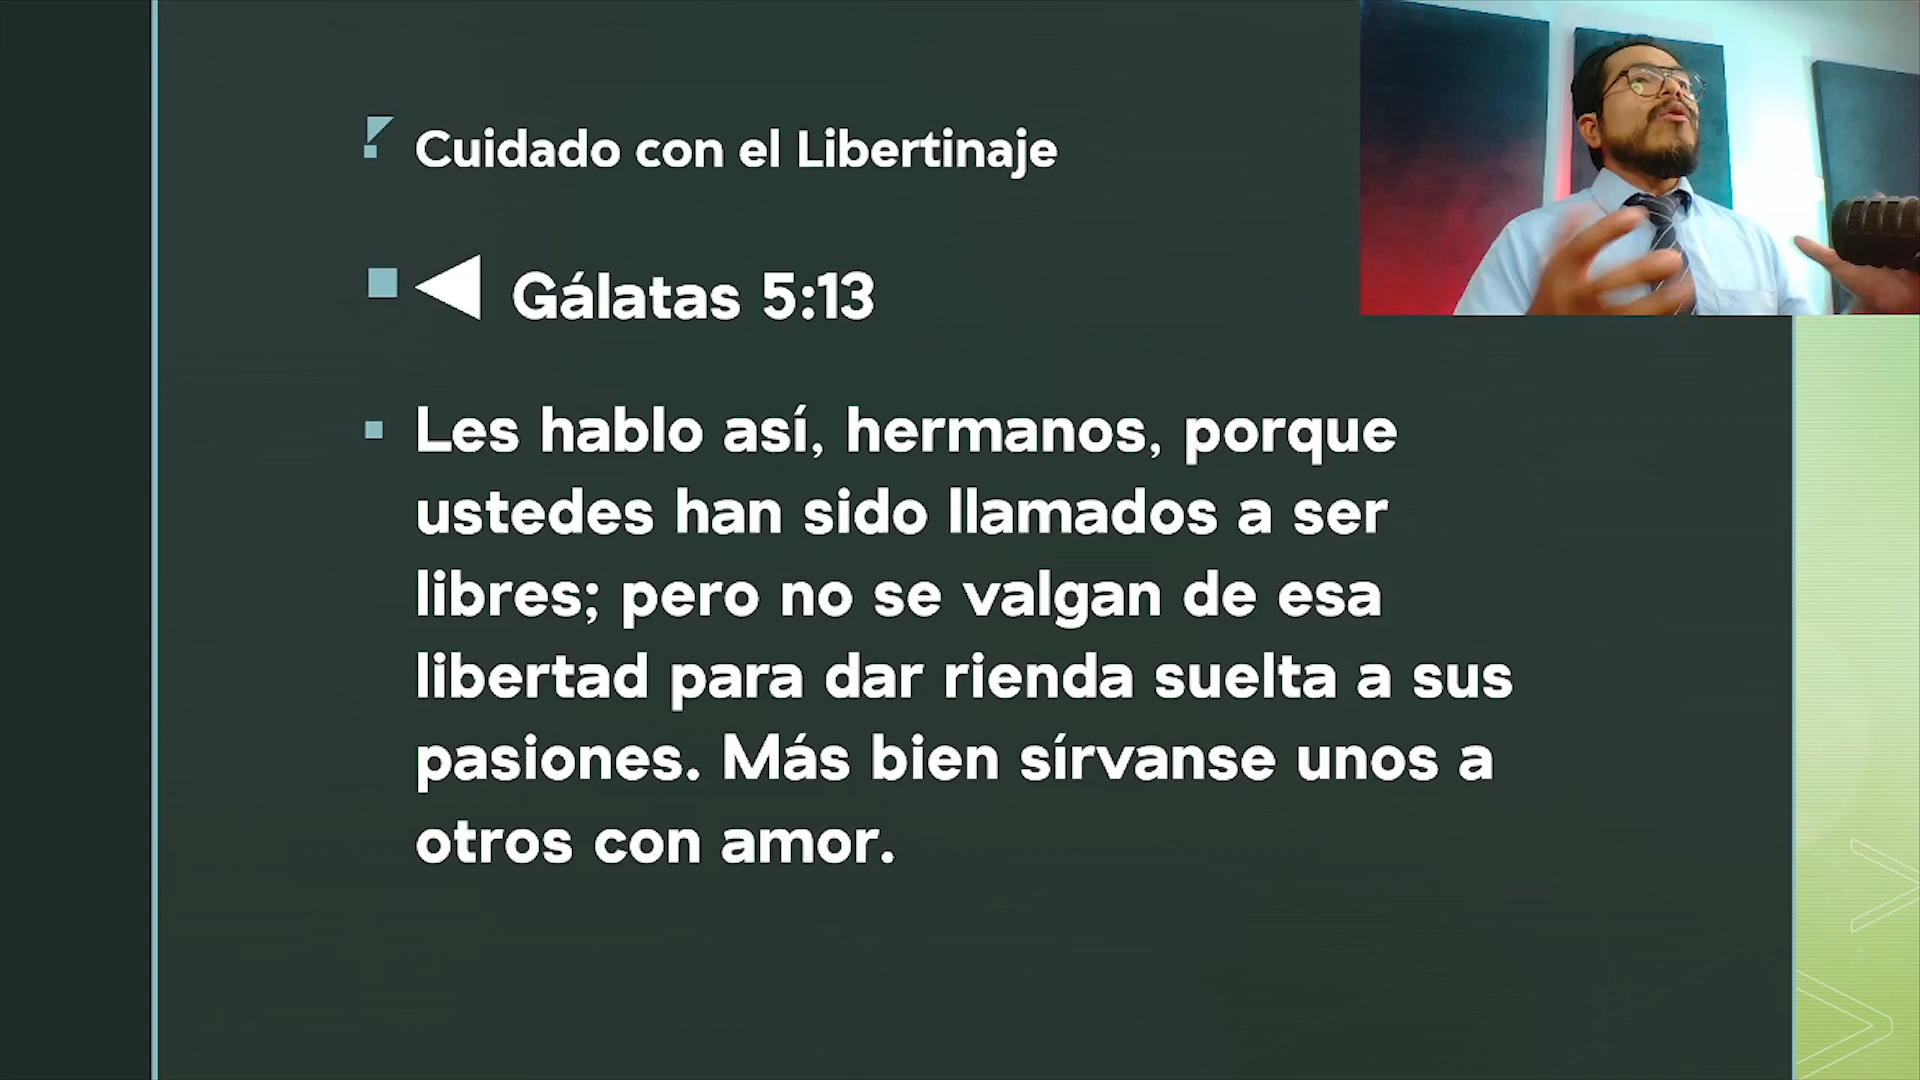 Cuidado con el Libertinaje
Gálatas 5:13
Les hablo así, hermanos, porque
ustedes han sido llamados a ser
libres; pero no se valgan de esa
libertad para dar rienda suelta a sus
pasiones. Más bien sírvanse unos a
otros con amor.